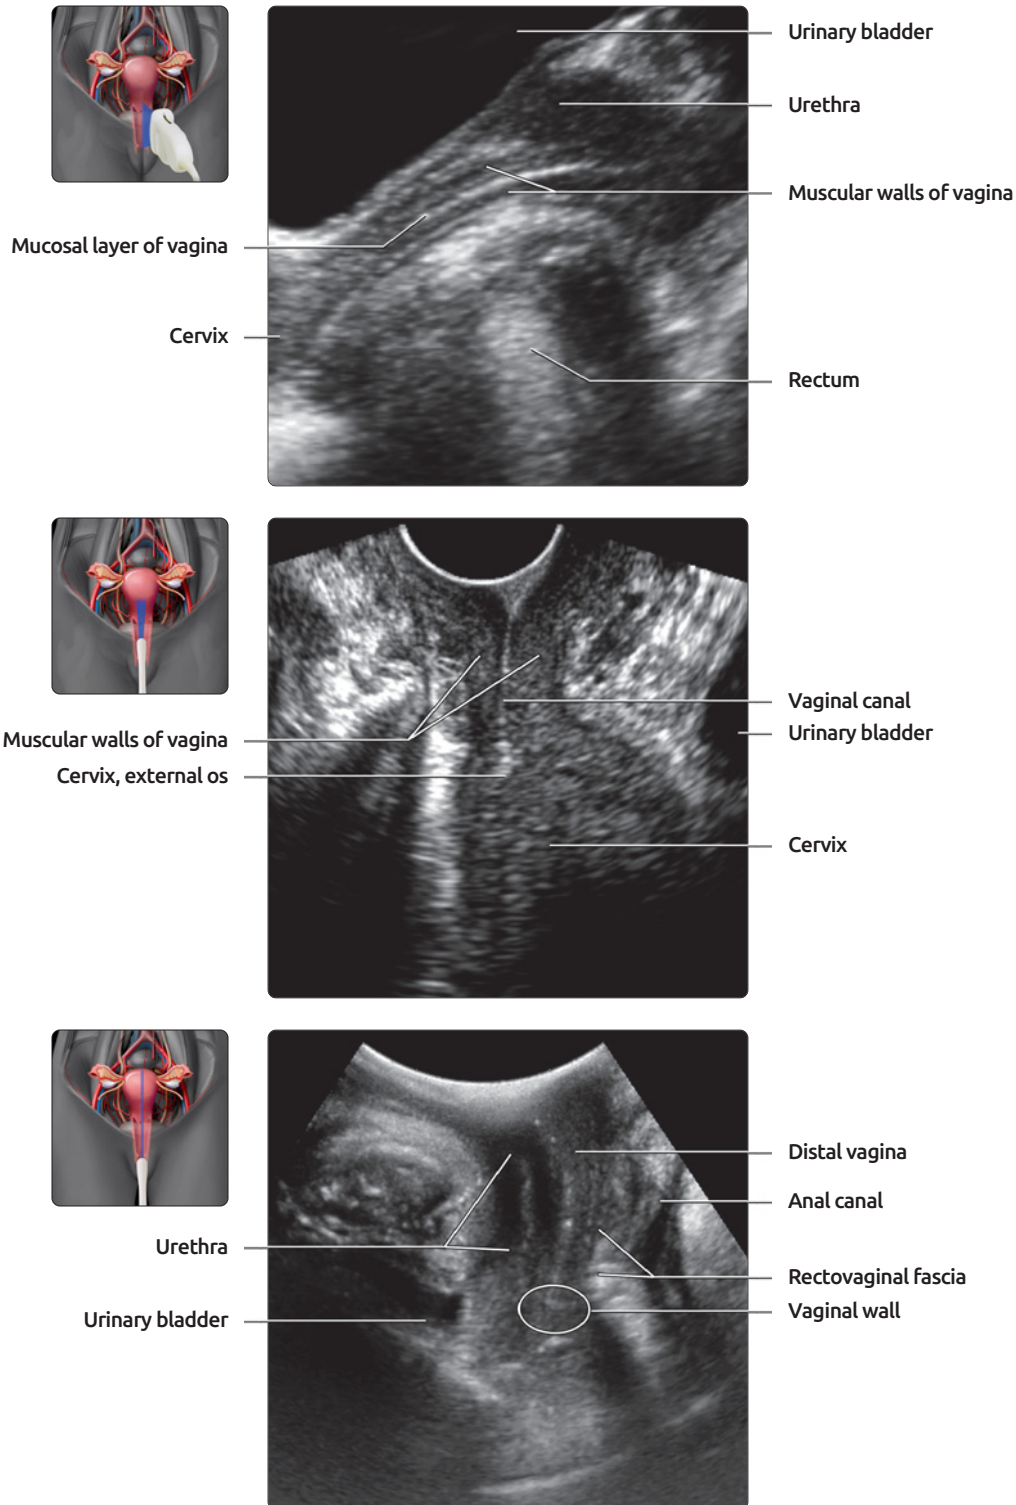 Urinary bladder
Urethra
Muscular walls of vagina
Mucosal layer of vagina
Cervix
Rectum
Vaginal canal
Urinary bladder
Muscular walls of vagina
Cervix, external os
Cervix
Distal vagina
Anal canal
Urethra
Rectovaginal fascia
Vaginal wall
Urinary bladder